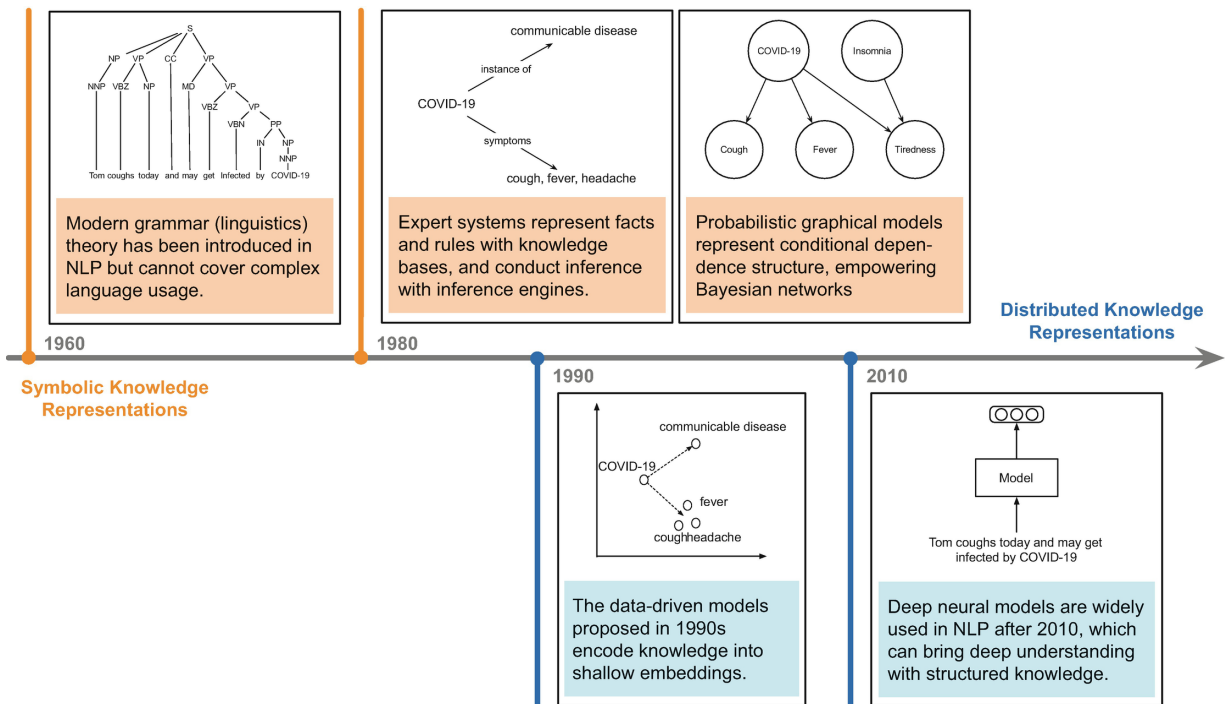 S
NP VP CC VP
NNP VBZ NP MD VP
VBZ VP
VBN PP
IN NP
NNP
Tom coughs today and may get Infected by COVID-19
Modern grammar (linguistics)
theory has been introduced in
NLP but cannot cover complex
language usage.
communicable disease
instance of
COVID-19
symptoms
cough, fever, headache
Expert systems represent facts
and rules with knowledge
bases, and conduct inference
with inference engines.
COVID-19 Insomnia
Cough Fever Tiredness
Probabilistic graphical models
represent conditional depen-
dence structure, empowering
Bayesian networks
Distributed Knowledge
Representations
1960
1980
Symbolic Knowledge
Representations
1990
2010
communicable disease
COVID-19
fever
coughheadache
The data-driven models
proposed in 1990s
encode knowledge into
shallow embeddings.
Model
Tom coughs today and may get
infected by COVID-19
Deep neural models are widely
used in NLP after 2010, which
can bring deep understanding
with structured knowledge.